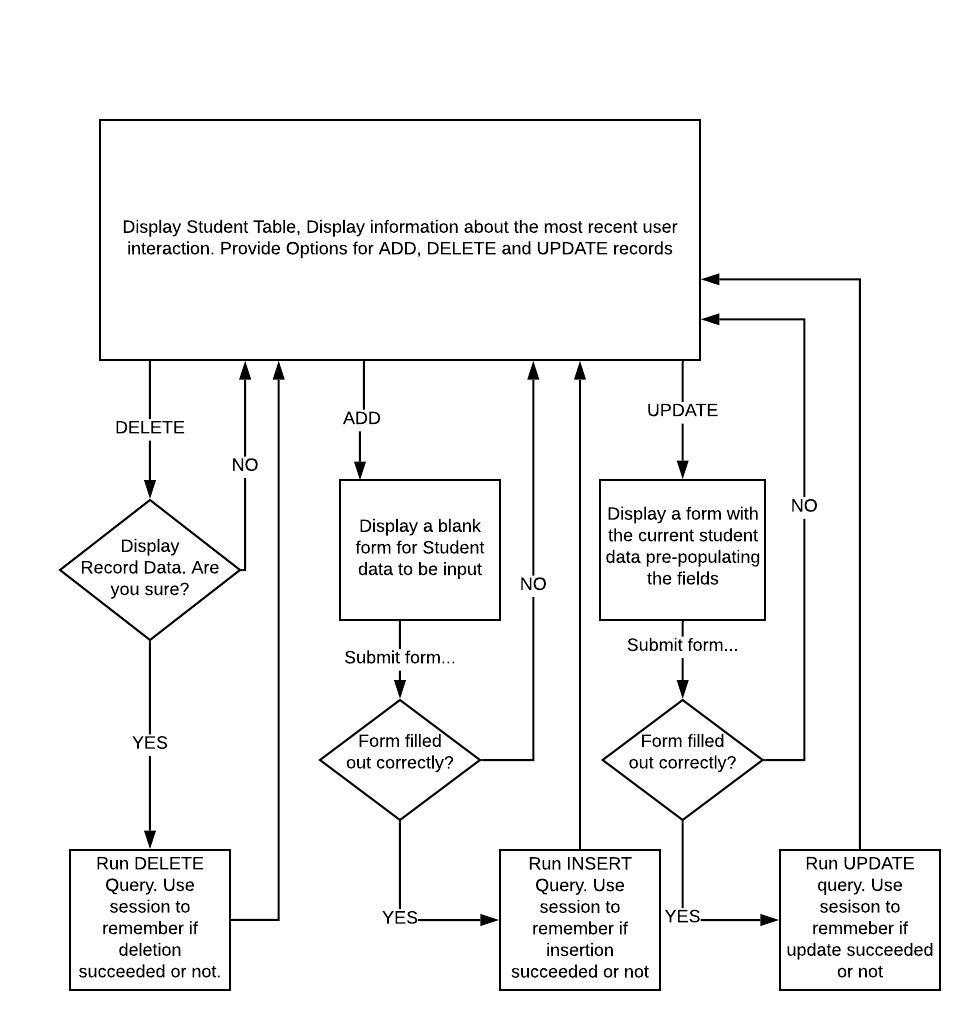 Display Student Table, Display information about the most recent user
interaction. Provide Options for ADD, DELETE and UPDATE records
DELETE
NO
ADD
UPDATE
Display
Record Data. Are
you sure?
Display a blank
form for Student
data to be input
NO
Display a form with
the current student
data pre-populating
the fields
NO
Submit form...
Submit form...
YES
Form filled
out correctly?
Form filled
out correctly?
Run DELETE
Query. Use
session to
remember if
deletion
succeeded or not.
YES
Run INSERT
Query. Use
session to
remember if
insertion
succeeded or not
YES
Run UPDATE
query. Use
sesison to
remmeber if
update succeeded
or not